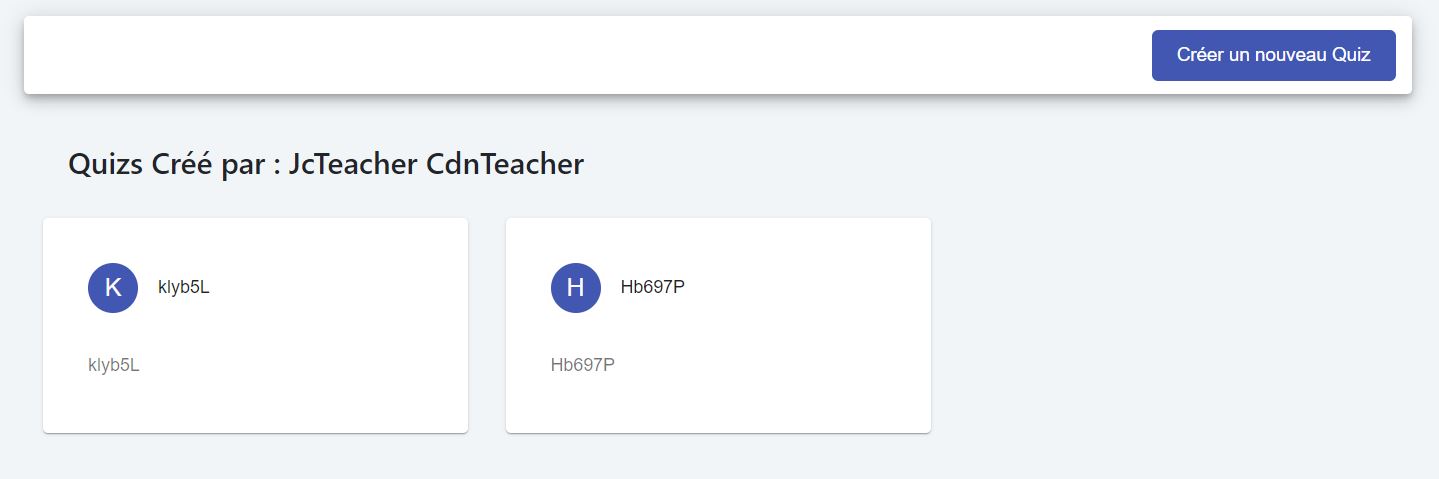 Créer un nouveau Quiz
Quizs Créé par : JcTeacher CdnTeacher
K
klyb5L
klyb5L
H
Hb697P
Hb697P